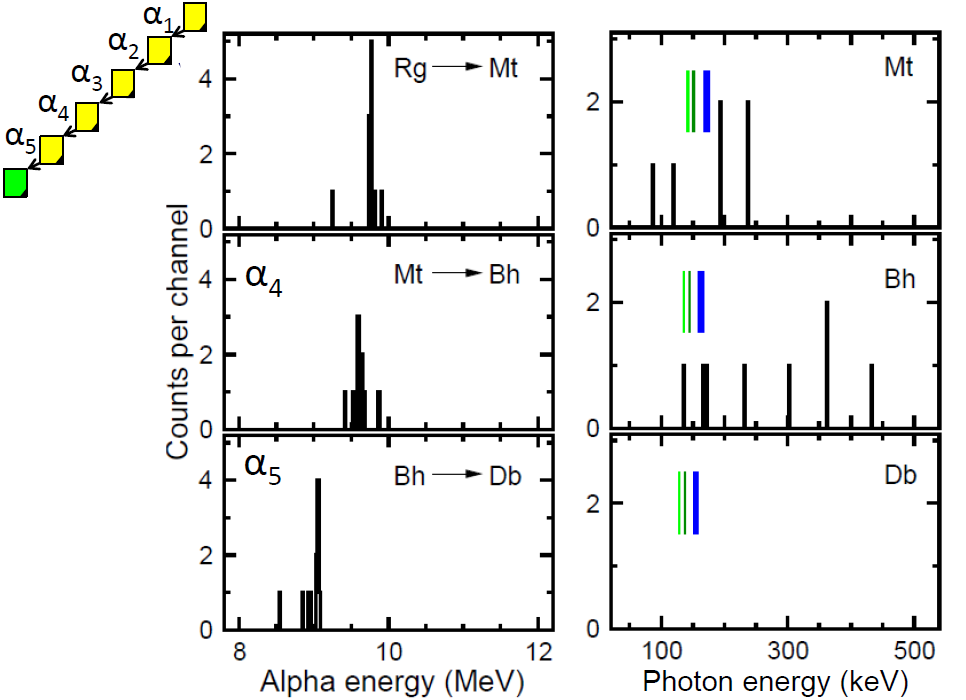 α1
α2
α3
α4
α5
Counts per channel
Rg → Mt
4
2
0
α4
Mt → Bh
4
2
0
α5
Bh → Db
4
2
0
8
10
12
Alpha energy (MeV)
Mt
2
0
Bh
2
0
Db
2
0
100
300
500
Photon energy (keV)